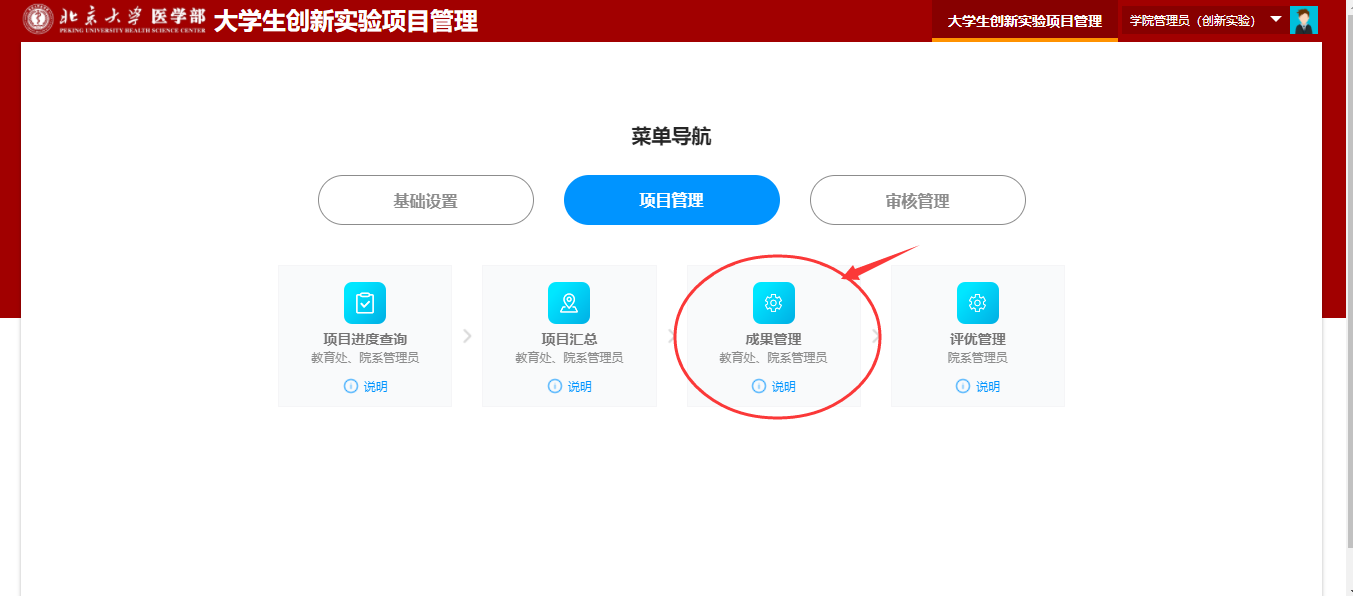 北京大学 医学部 大学生创新实验项目管理
PEKING UNIVERSITY HEALTH SCIENCE CENTER
大学生创新实验项目管理 学院管理员（创新实验）
菜单导航
基础设置 项目管理 审核管理
项目进度查询 项目汇总 成果管理 评优管理
教育处、院系管理员 教育处、院系管理员 教育处、院系管理员 院系管理员
说明 说明 说明 说明